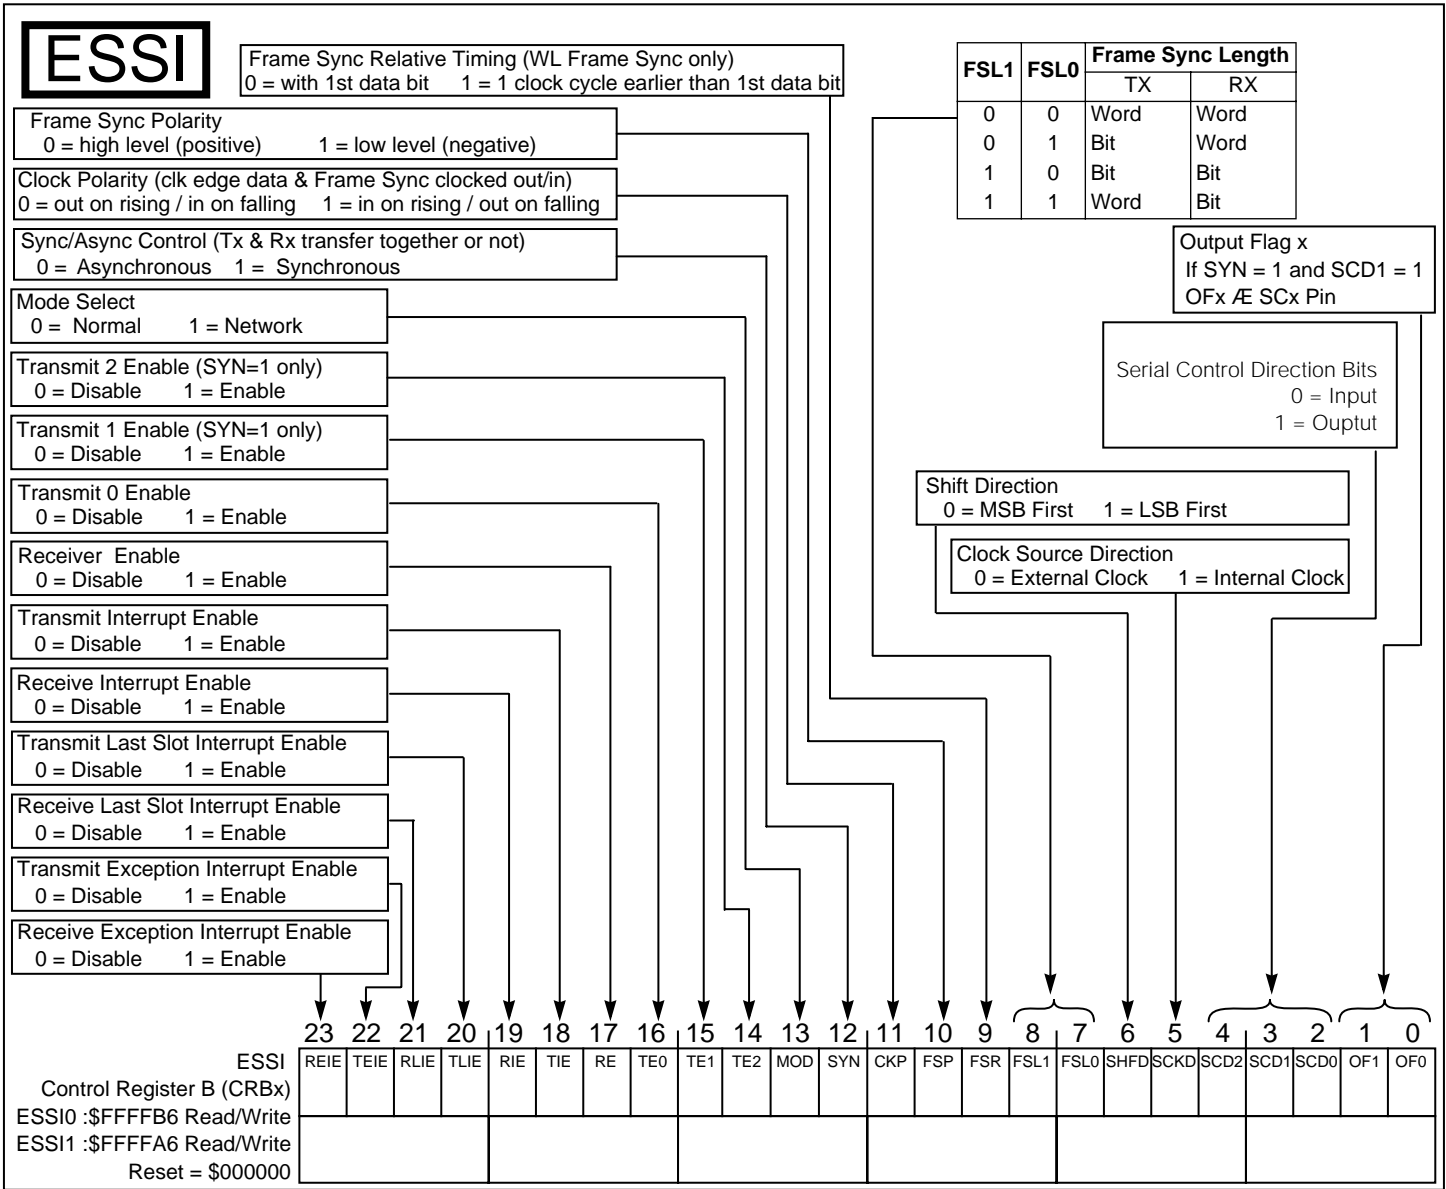 ESSI
Frame Sync Relative Timing (WL Frame Sync only)
0 = with 1st data bit 1 = 1 clock cycle earlier than 1st data bit
Frame Sync Polarity
0 = high level (positive) 1 = low level (negative)
Clock Polarity (clk edge data & Frame Sync clocked out/in)
0 = out on rising / in on falling 1 = in on rising / out on falling
Sync/Async Control (Tx & Rx transfer together or not)
0 = Asynchronous 1 = Synchronous
Mode Select
0 = Normal 1 = Network
Transmit 2 Enable (SYN=1 only)
0 = Disable 1 = Enable
Transmit 1 Enable (SYN=1 only)
0 = Disable 1 = Enable
Transmit 0 Enable
0 = Disable 1 = Enable
Receiver Enable
0 = Disable 1 = Enable
Transmit Interrupt Enable
0 = Disable 1 = Enable
Receive Interrupt Enable
0 = Disable 1 = Enable
Transmit Last Slot Interrupt Enable
0 = Disable 1 = Enable
Receive Last Slot Interrupt Enable
0 = Disable 1 = Enable
Transmit Exception Interrupt Enable
0 = Disable 1 = Enable
Receive Exception Interrupt Enable
0 = Disable 1 = Enable
FSL1 FSL0 Frame Sync Length
TX RX
0 0 Word Word
0 1 Bit Word
1 0 Bit Bit
1 1 Word Bit
Output Flag x
If SYN = 1 and SCD1 = 1
OFx Æ SCx Pin
Serial Control Direction Bits
0 = Input
1 = Ouptut
Shift Direction
0 = MSB First 1 = LSB First
Clock Source Direction
0 = External Clock 1 = Internal Clock
23 22 21 20 19 18 17 16 15 14 13 12 11 10 9 8 7 6 5 4 3 2 1 0
ESSI REIE TEIE RLIE TLIE RIE TIE RE TE0 TE1 TE2 MOD SYN CKP FSP FSR FSL1 FSL0 SHFD SCKD SCD2 SCD1 SCD0 OF1 OF0
Control Register B (CRBx)
ESSI0 :$FFFFB6 Read/Write
ESSI1 :$FFFFA6 Read/Write
Reset = $000000